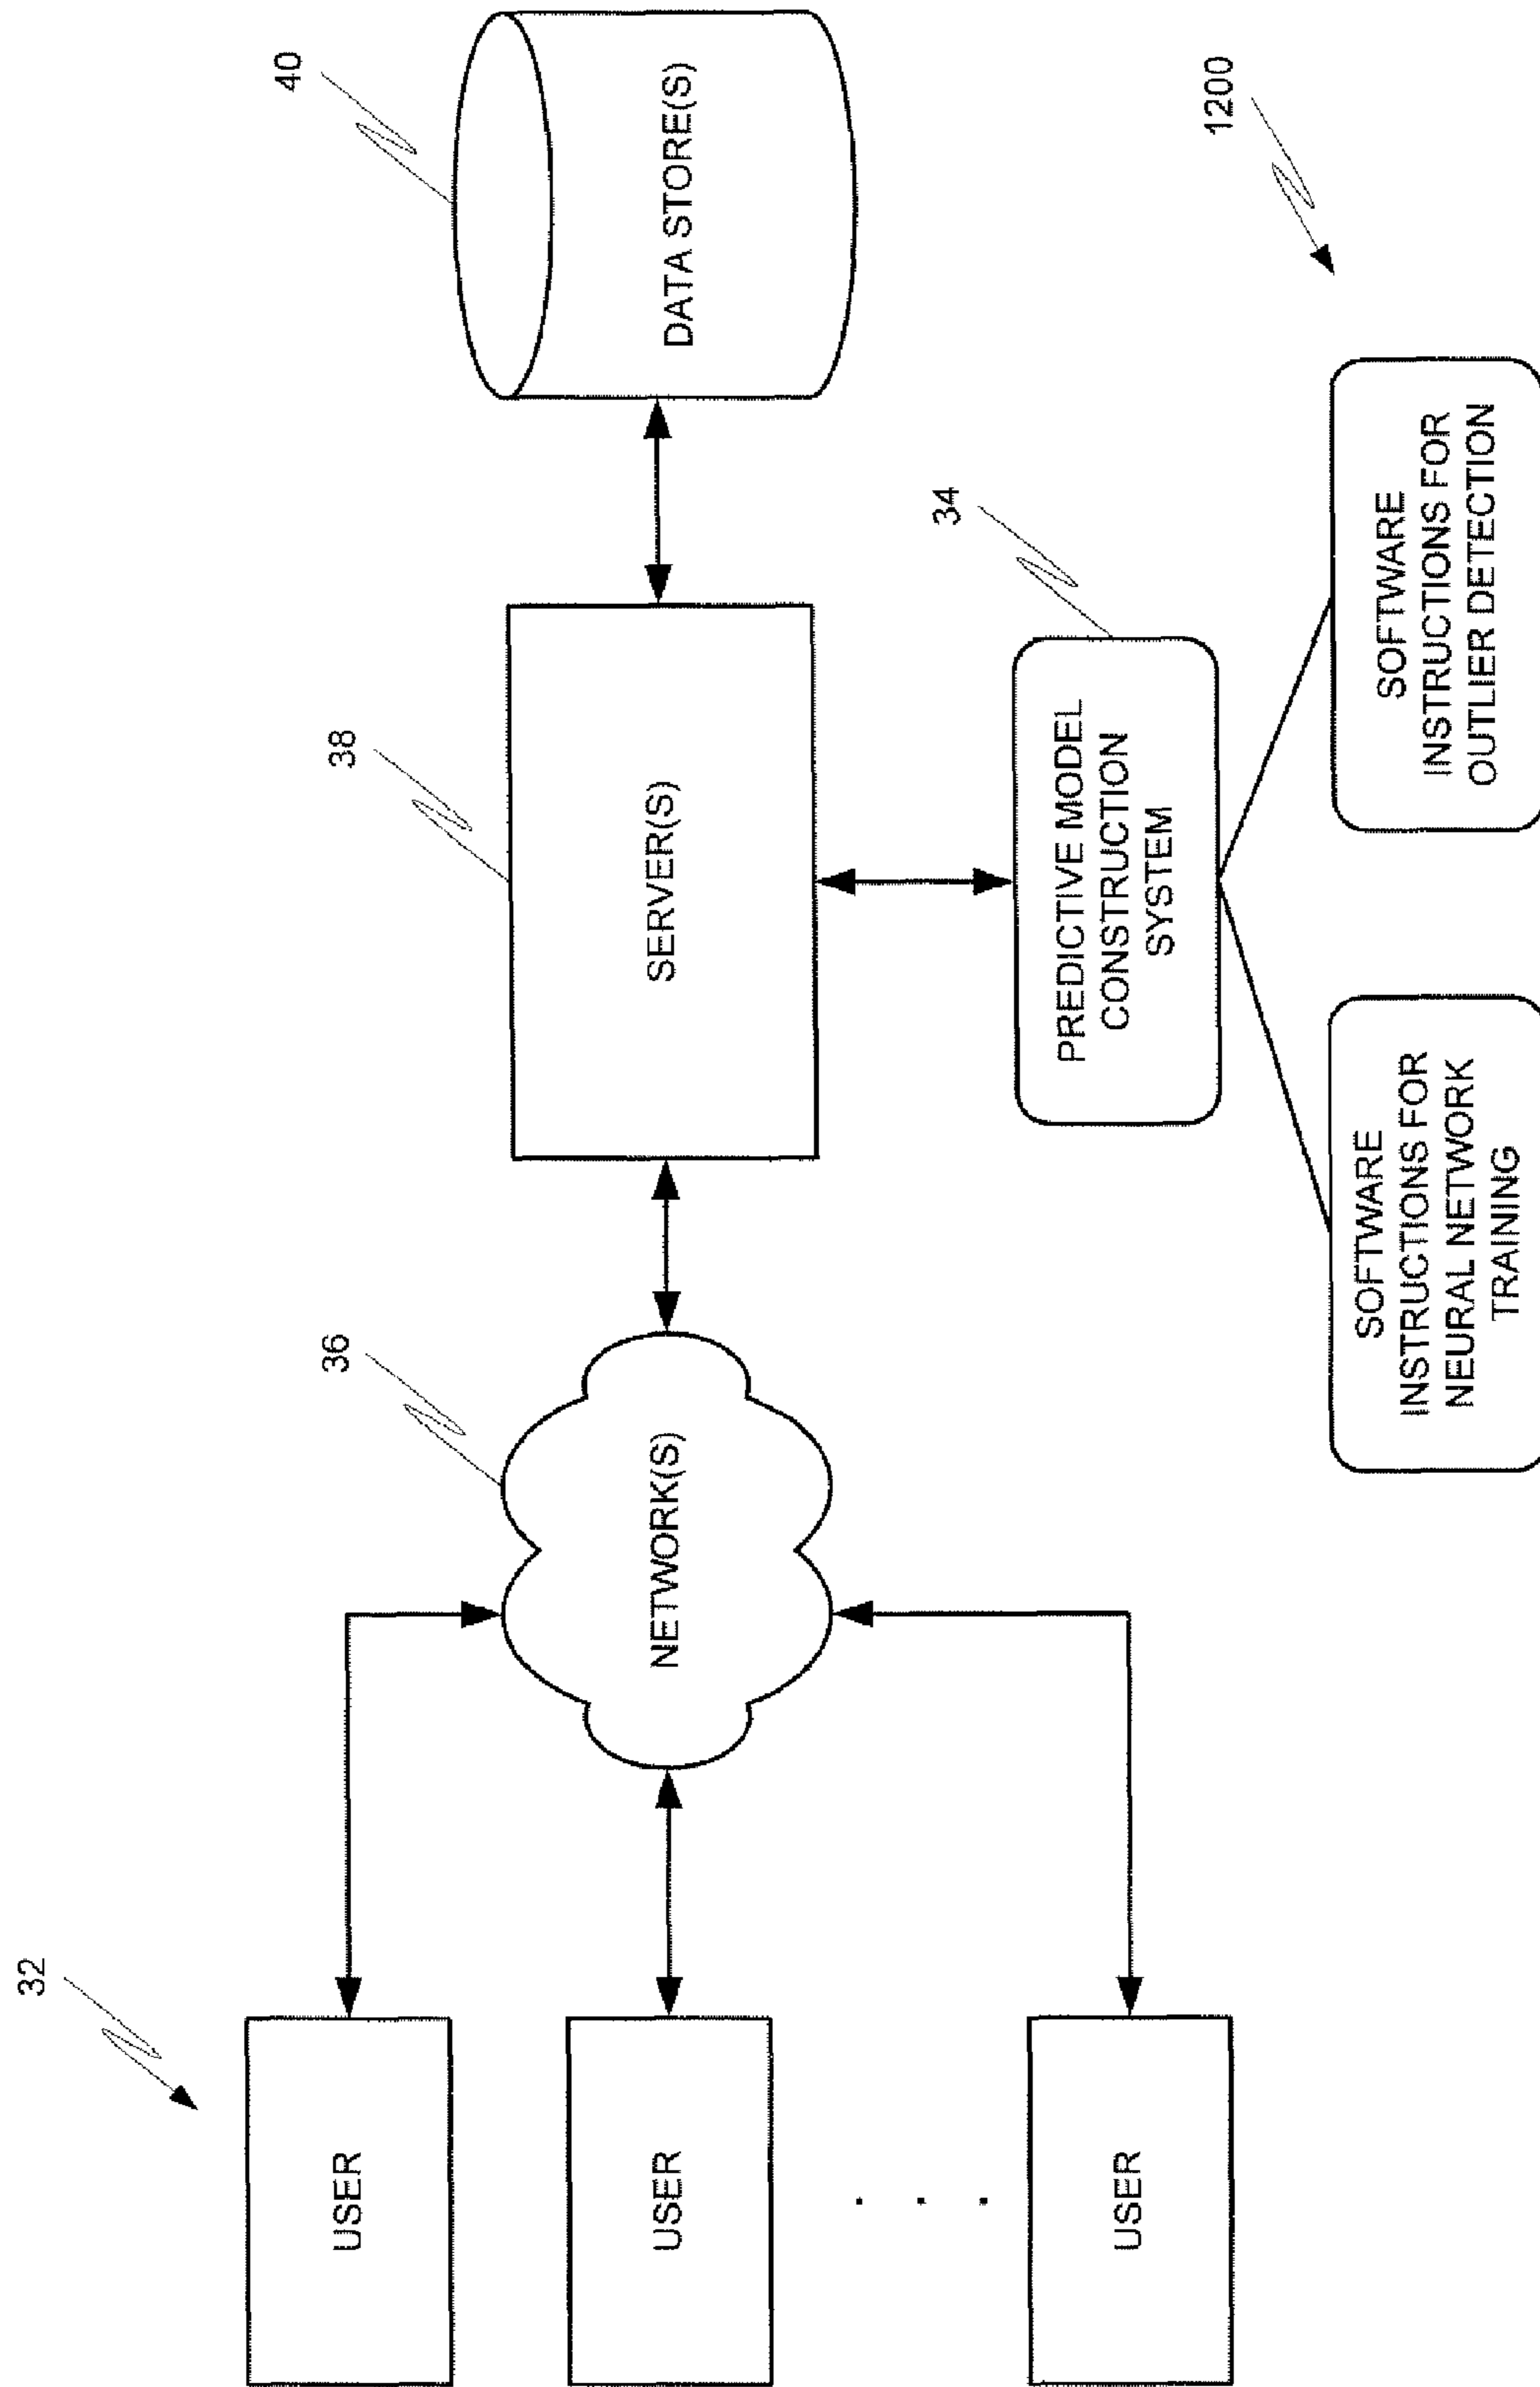 32
USER
USER
. . .
USER
36
NETWORK(S)
38
SERVER(S)
40
DATA STORE(S)
34
PREDICTIVE MODEL
CONSTRUCTION
SYSTEM
SOFTWARE
INSTRUCTIONS FOR
NEURAL NETWORK
TRAINING
SOFTWARE
INSTRUCTIONS FOR
OUTLIER DETECTION
1200